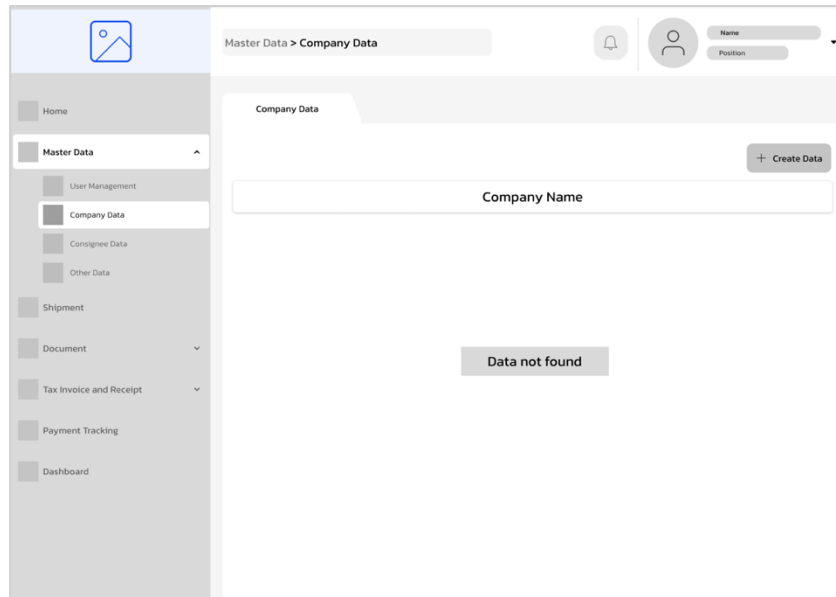 Master Data > Company Data
Name
Position
Home
Master Data
User Management
Company Data
Consignee Data
Other Data
Shipment
Document
Tax Invoice and Receipt
Payment Tracking
Dashboard
Company Data
+ Create Data
Company Name
Data not found